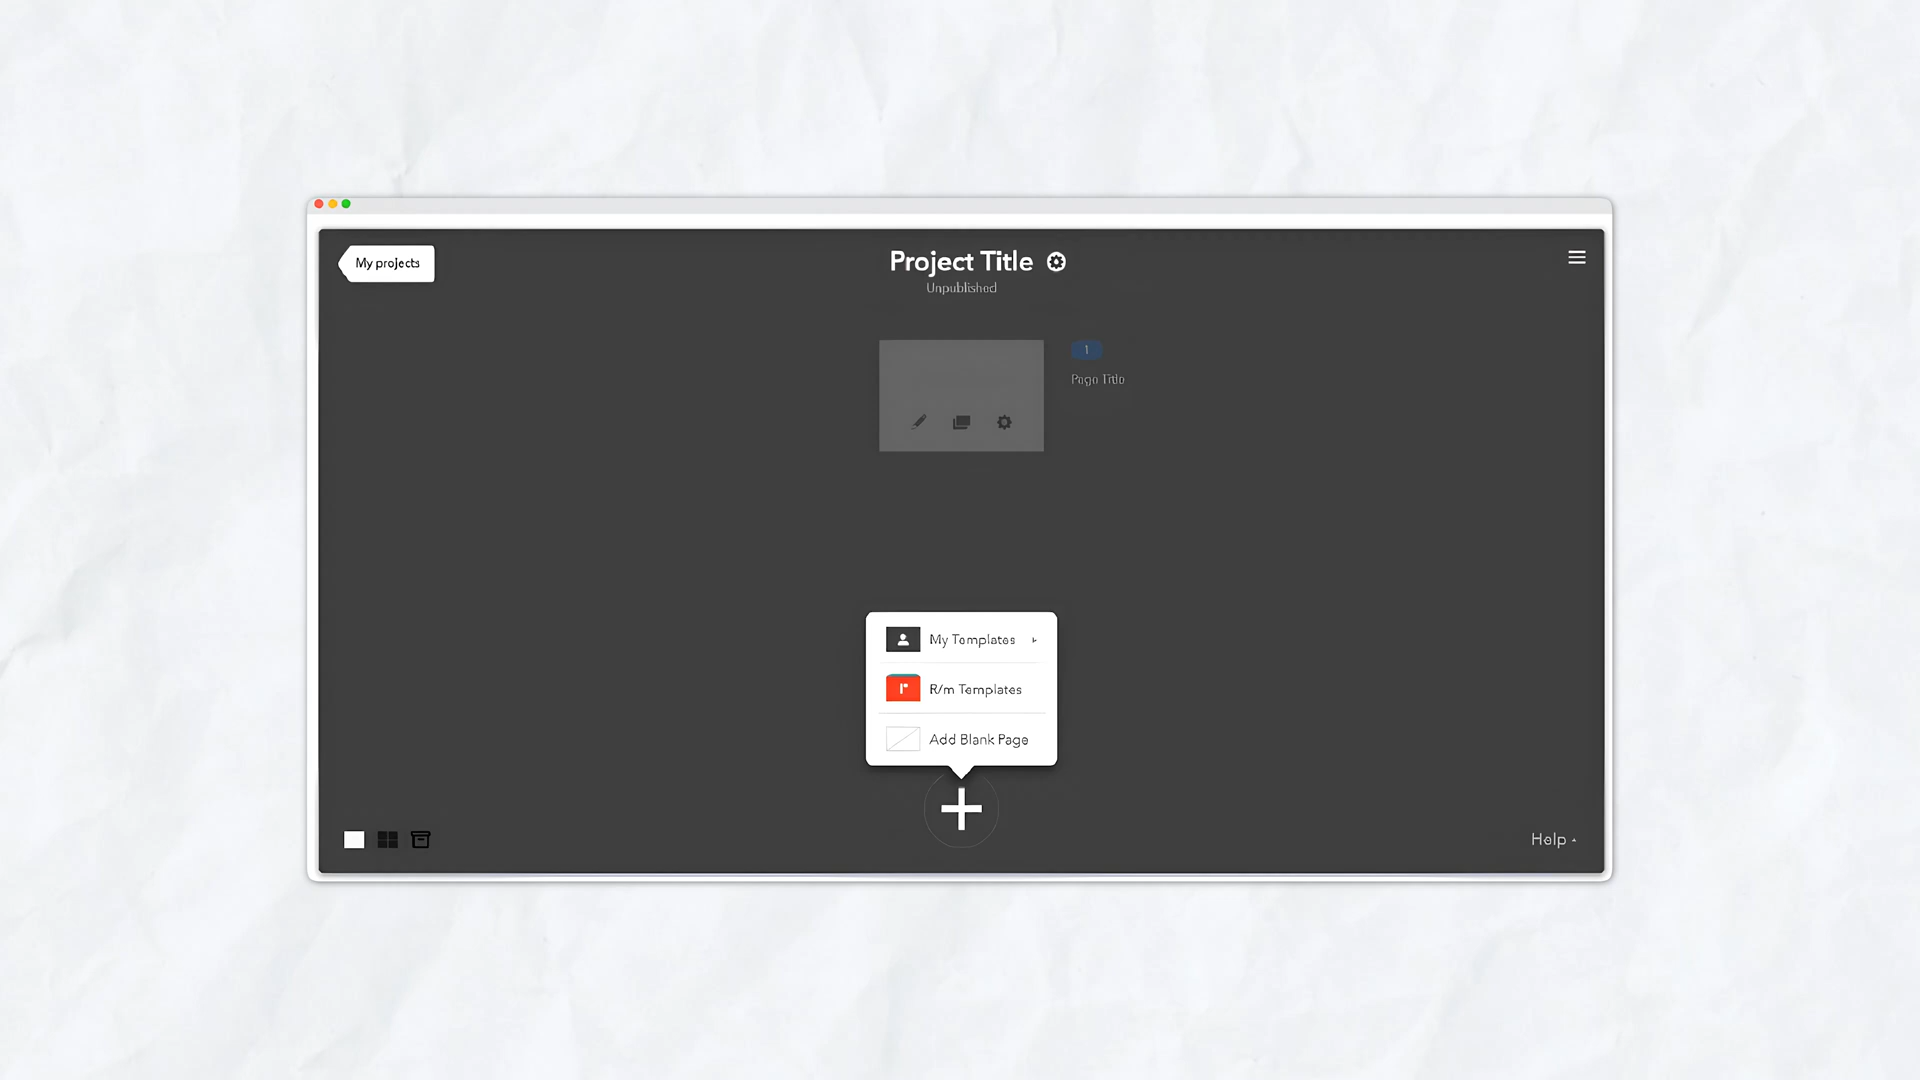 My projects
Project Title
Unpublished
1
Page Title
My Templates
R/m Templates
Add Blank Page
Help